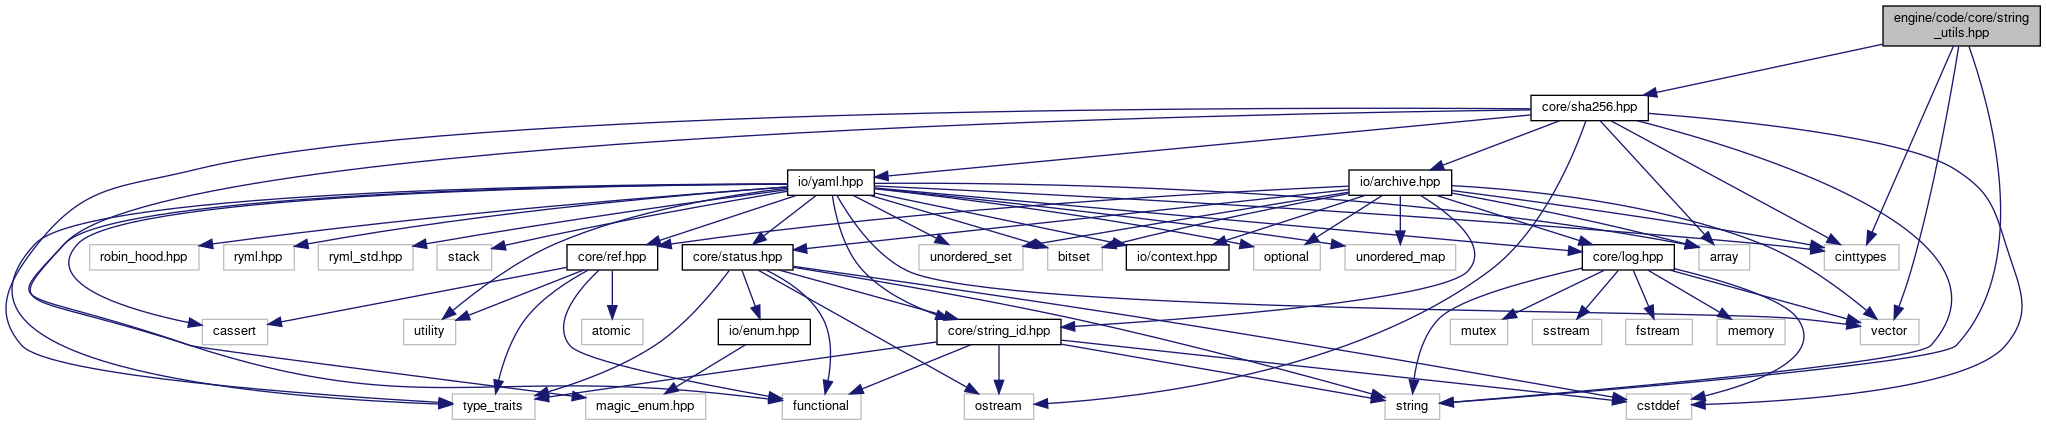 engine/code/core/string
_utils.hpp
core/sha256.hpp
io/yaml.hpp
io/archive.hpp
robin_hood.hpp
ryml.hpp
ryml_std.hpp
stack
core/ref.hpp
core/status.hpp
unordered_set
bitset
io/context.hpp
optional
unordered_map
core/log.hpp
array
cinttypes
cassert
utility
atomic
io/enum.hpp
core/string_id.hpp
mutex
sstream
fstream
memory
vector
type_traits
magic_enum.hpp
functional
ostream
string
cstddef